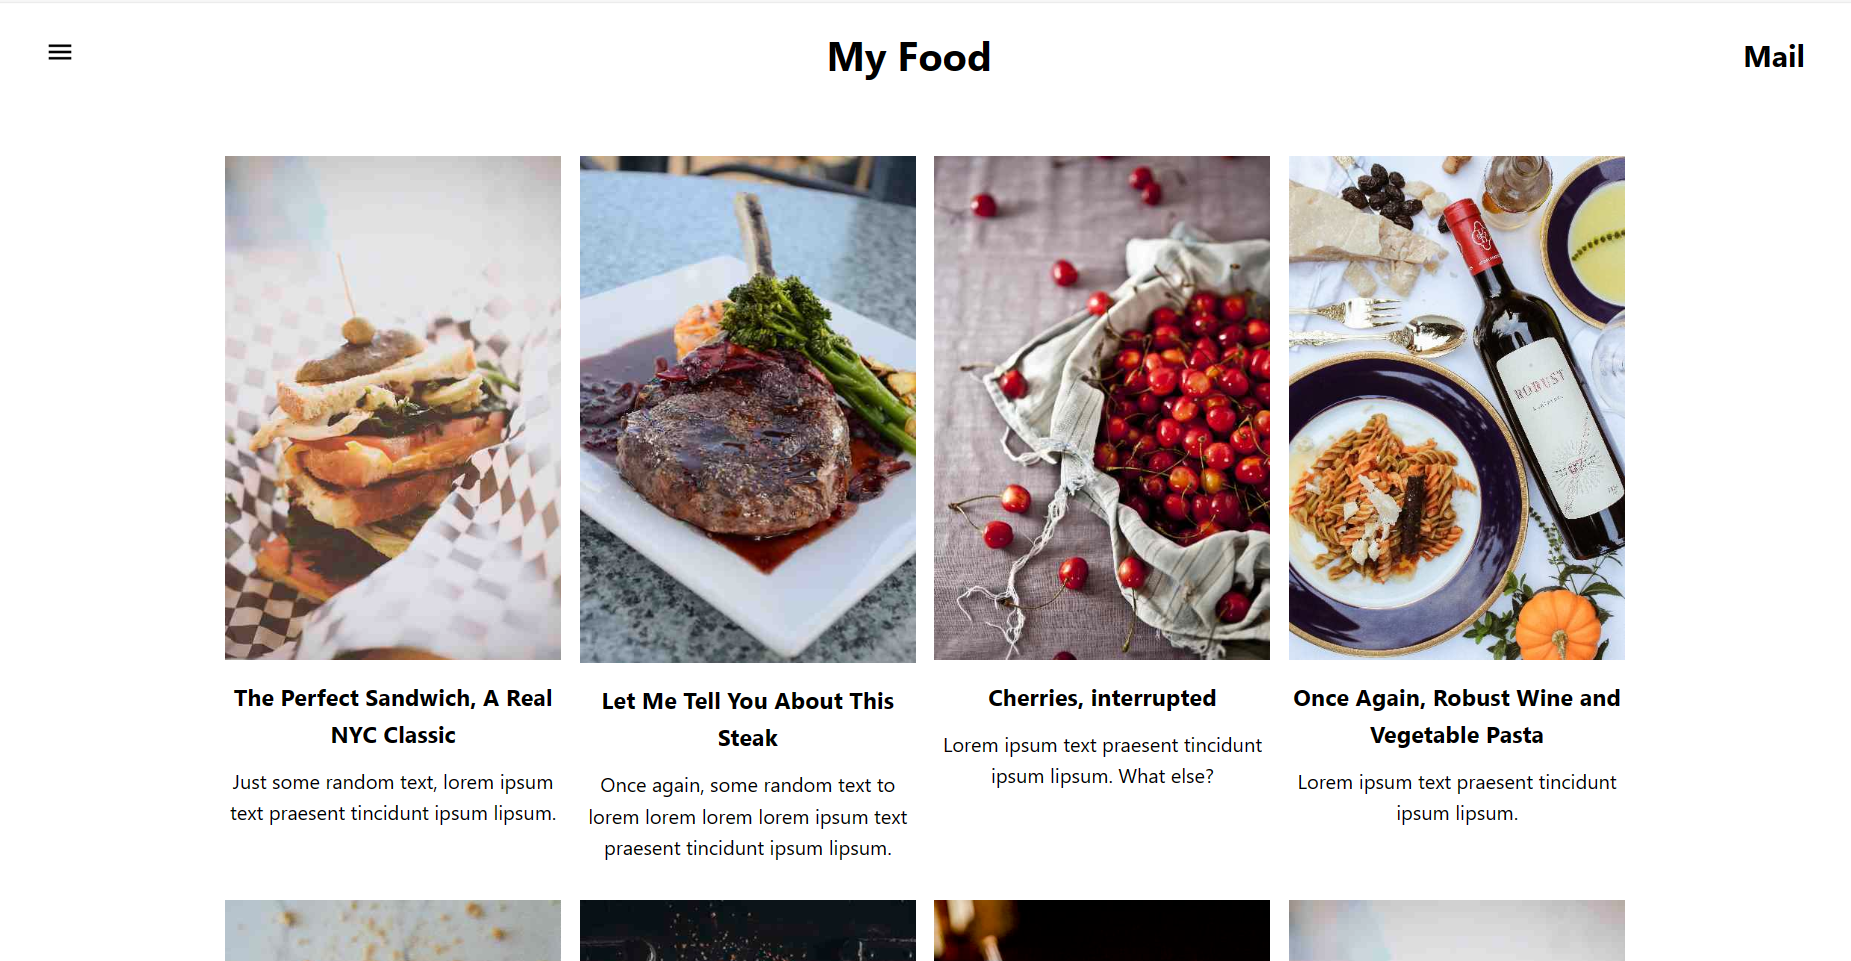 My Food
Mail
The Perfect Sandwich, A Real
NYC Classic
Just some random text, lorem ipsum
text praesent tincidunt ipsum lipsum.
Let Me Tell You About This
Steak
Once again, some random text to
lorem lorem lorem lorem ipsum text
praesent tincidunt ipsum lipsum.
Cherries, interrupted
Lorem ipsum text praesent tincidunt
ipsum lipsum. What else?
ROBUST
Once Again, Robust Wine and
Vegetable Pasta
Lorem ipsum text praesent tincidunt
ipsum lipsum.